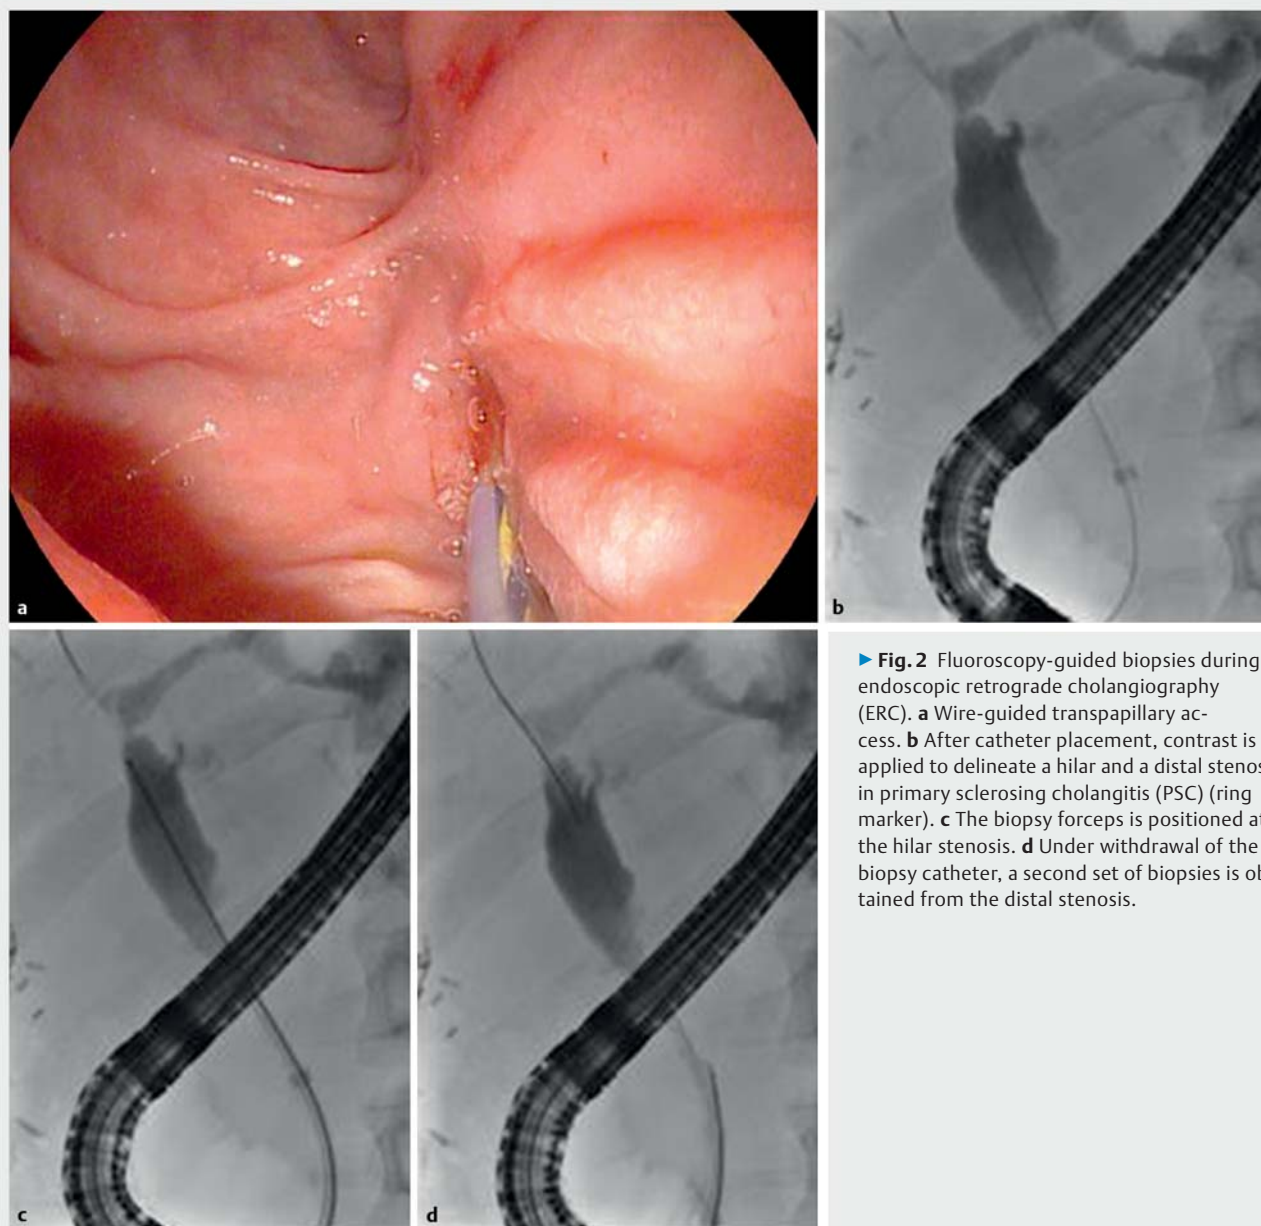 a
b
c
d
▶ Fig. 2 Fluoroscopy-guided biopsies during
endoscopic retrograde cholangiography
(ERC). a Wire-guided transpapillary ac-
cess. b After catheter placement, contrast is
applied to delineate a hilar and a distal
in primary sclerosing cholangitis (PSC) (ring
marker). c The biopsy forceps is positioned
the hilar stenosis. d Under withdrawal of the
biopsy catheter, a second set of biopsies is
tained from the distal stenosis.